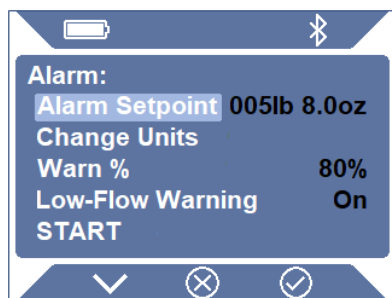 Alarm:
Alarm Setpoint 005lb 8.0oz
Change Units
Warn % 80%
Low-Flow Warning On
START